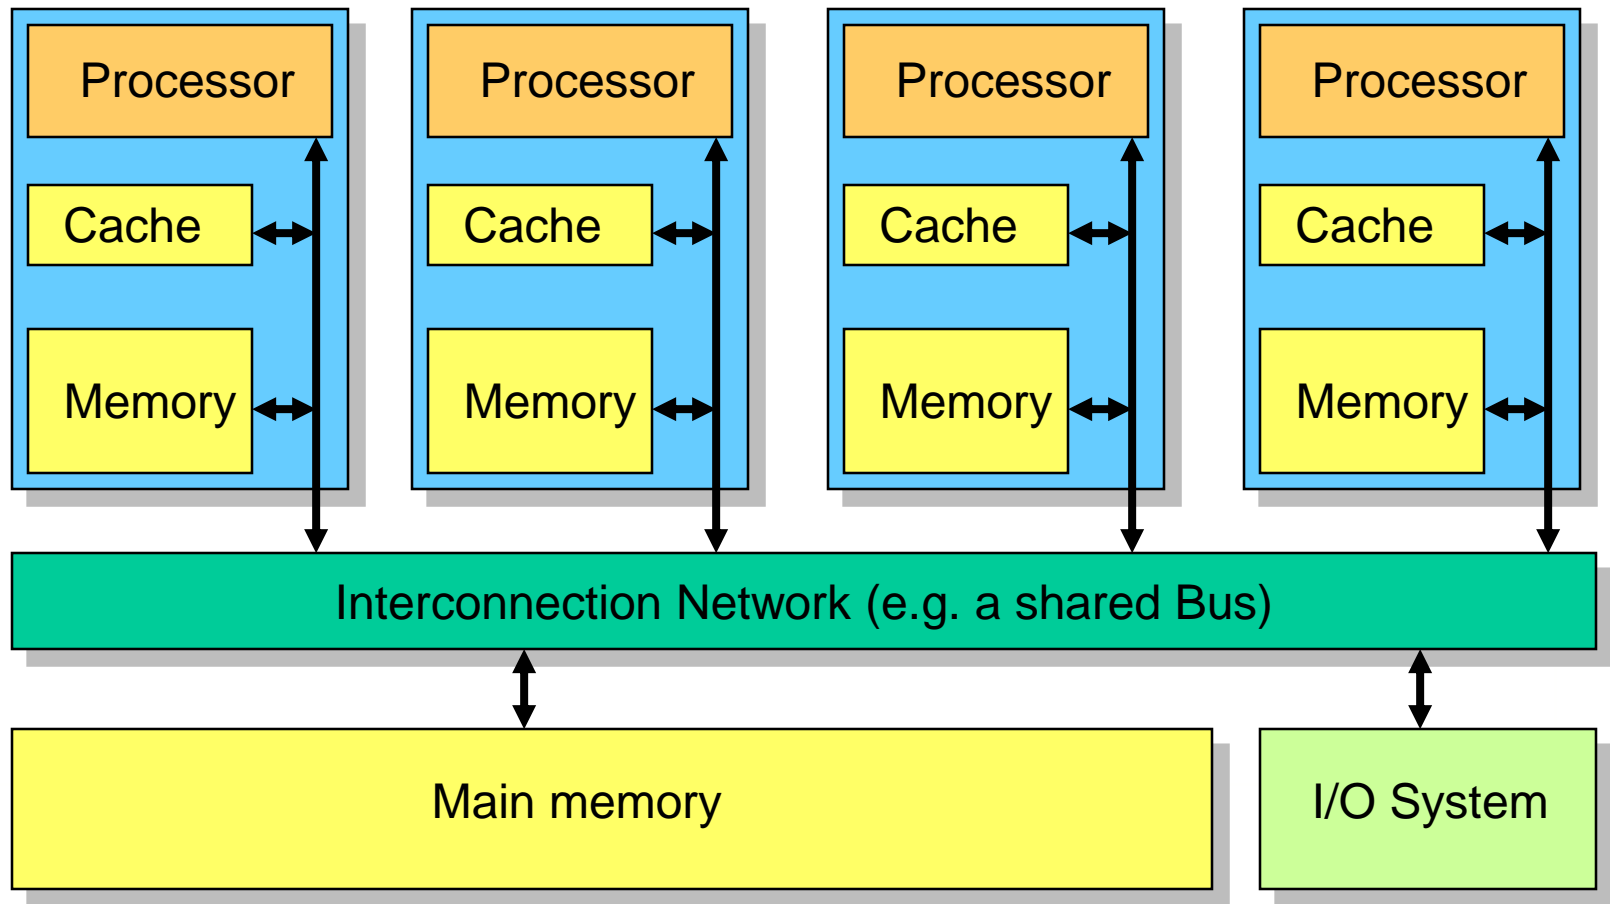 Processor
Processor
Processor
Processor
Cache
Cache
Cache
Cache
Memory
Memory
Memory
Memory
Interconnection Network (e.g. a shared Bus)
Main memory
I/O System